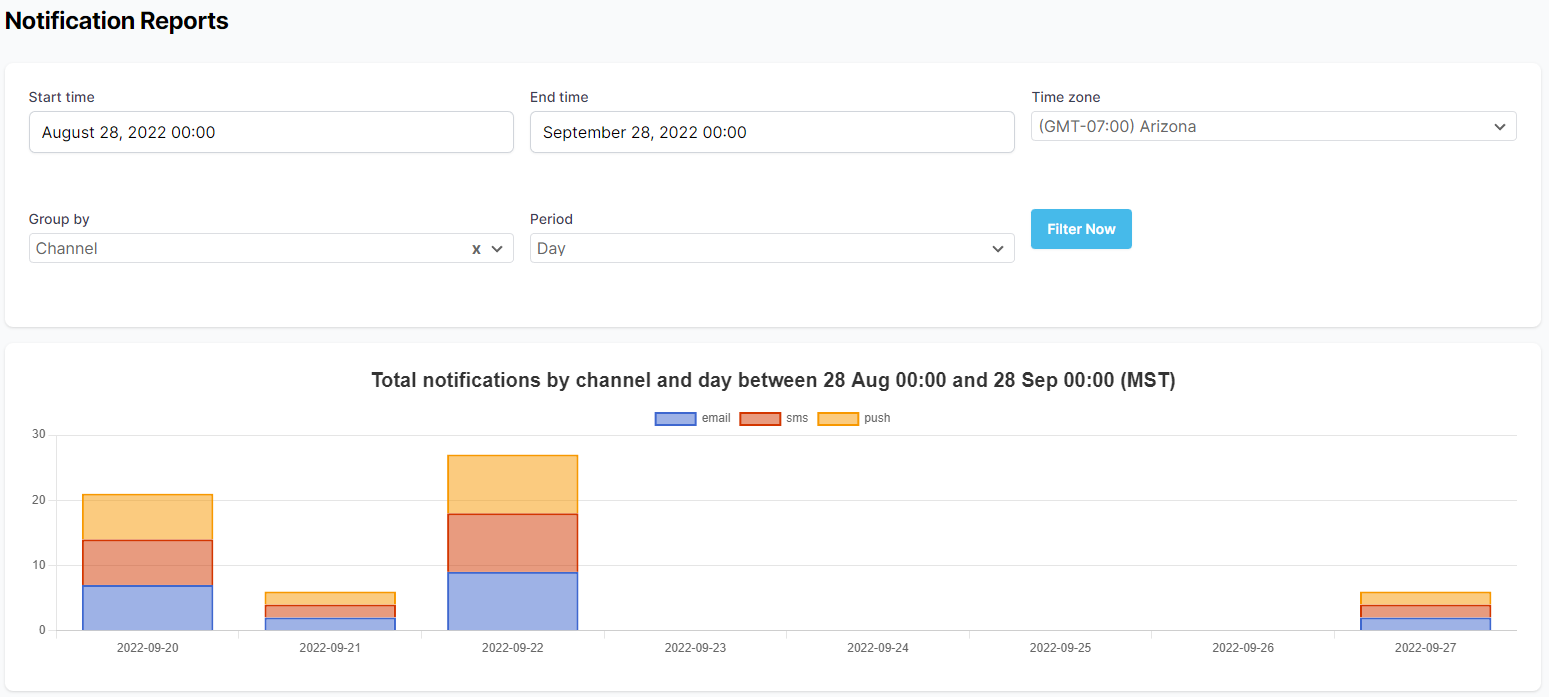 Notification Reports
Start time
August 28, 2022 00:00
End time
September 28, 2022 00:00
Time zone
(GMT-07:00) Arizona
Group by
Channel x
Period
Day
Filter Now
Total notifications by channel and day between 28 Aug 00:00 and 28 Sep 00:00 (MST)
email sms push
30
20
10
0
2022-09-20 2022-09-21 2022-09-22 2022-09-23 2022-09-24 2022-09-25 2022-09-26 2022-09-27